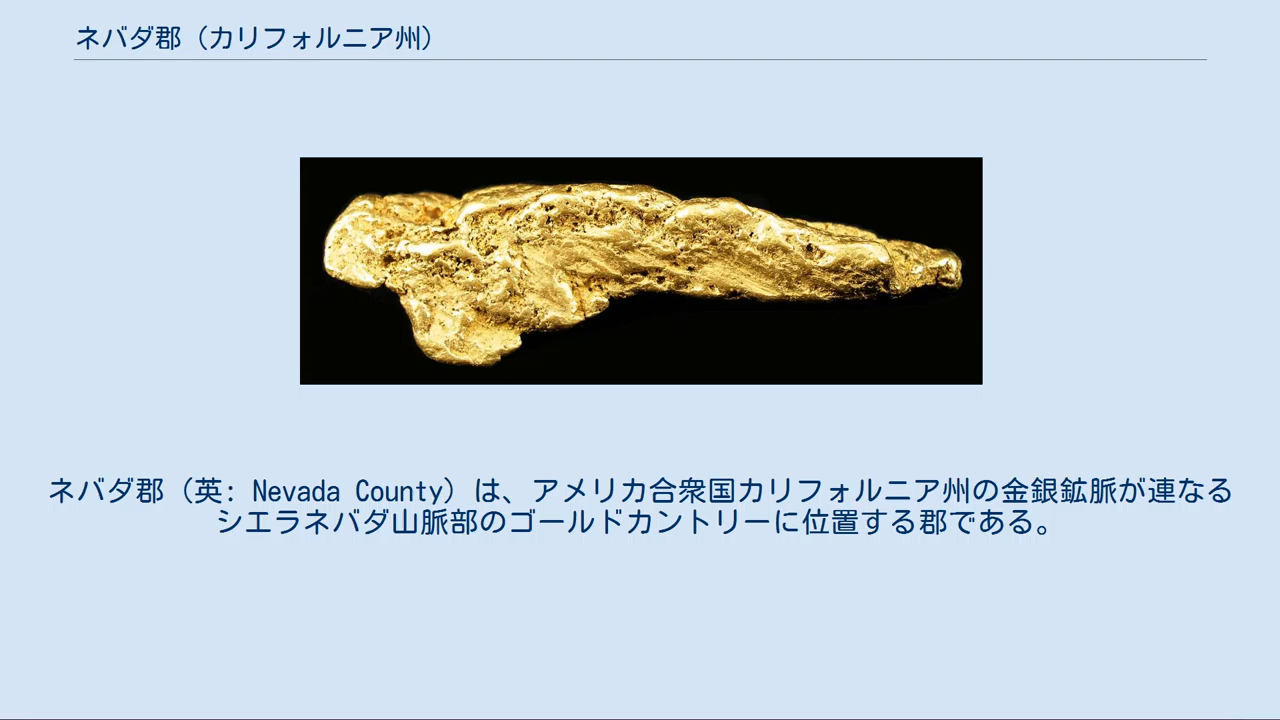 ネバダ郡（カリフォルニア州）
ネバダ郡（英: Nevada County）は、アメリカ合衆国カリフォルニア州の金銀鉱脈が連なる
シエラネバダ山脈部のゴールドカントリーに位置する郡である。